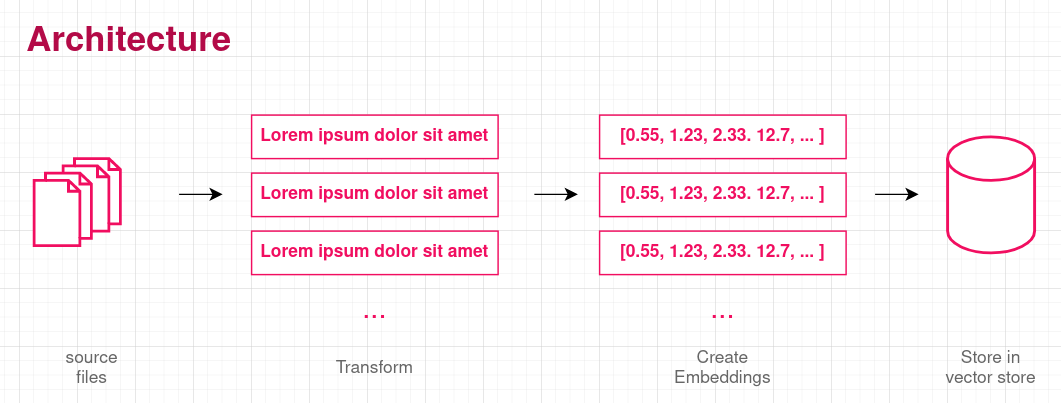 Architecture
Lorem ipsum dolor sit amet
[0.55, 1.23, 2.33. 12.7, ... ]
Lorem ipsum dolor sit amet
[0.55, 1.23, 2.33. 12.7, ... ]
Lorem ipsum dolor sit amet
[0.55, 1.23, 2.33. 12.7, ... ]
...
...
source
files
Transform
Create
Embeddings
Store in
vector store